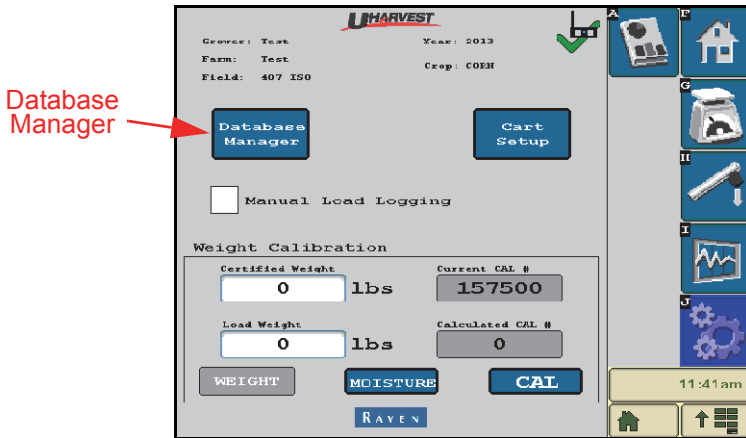 UHARVEST
Grower: Test Year: 2013
Farm: Test Crop: CORN
Field: 407 ISO
Database
Manager
Database
Manager
Cart
Setup
Manual Load Logging
Weight Calibration
Certified Weight Current CAL #
0 lbs 157500
Load Weight Calculated CAL #
0 lbs 0
WEIGHT MOISTURE CAL
RAVEN
A
F
G
H
I
J
11:41am